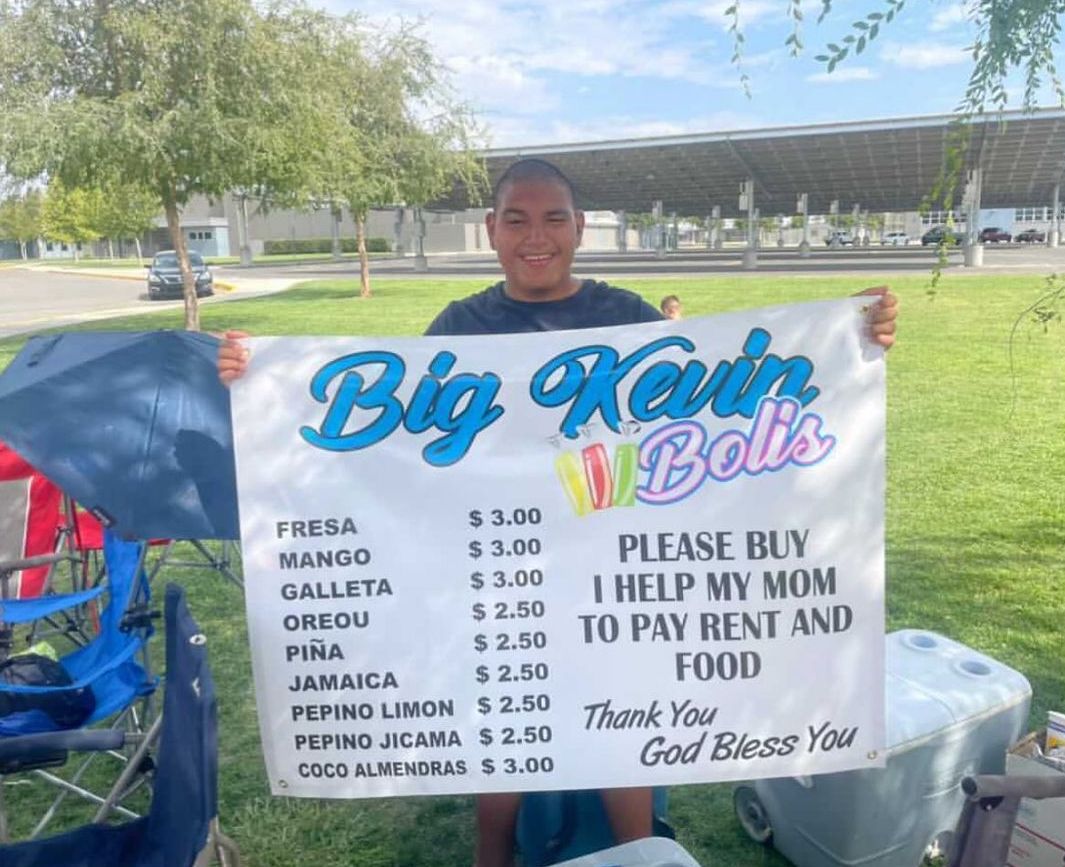 Big Kevin
Bolis
FRESA $ 3.00
MANGO $ 3.00
GALLETA $ 3.00
OREOU $ 2.50
PIÑA $ 2.50
JAMAICA $ 2.50
PEPINO LIMON $ 2.50
PEPINO JICAMA $ 2.50
COCO ALMENDRAS $ 3.00
PLEASE BUY
I HELP MY MOM
TO PAY RENT AND
FOOD
Thank You
God Bless You